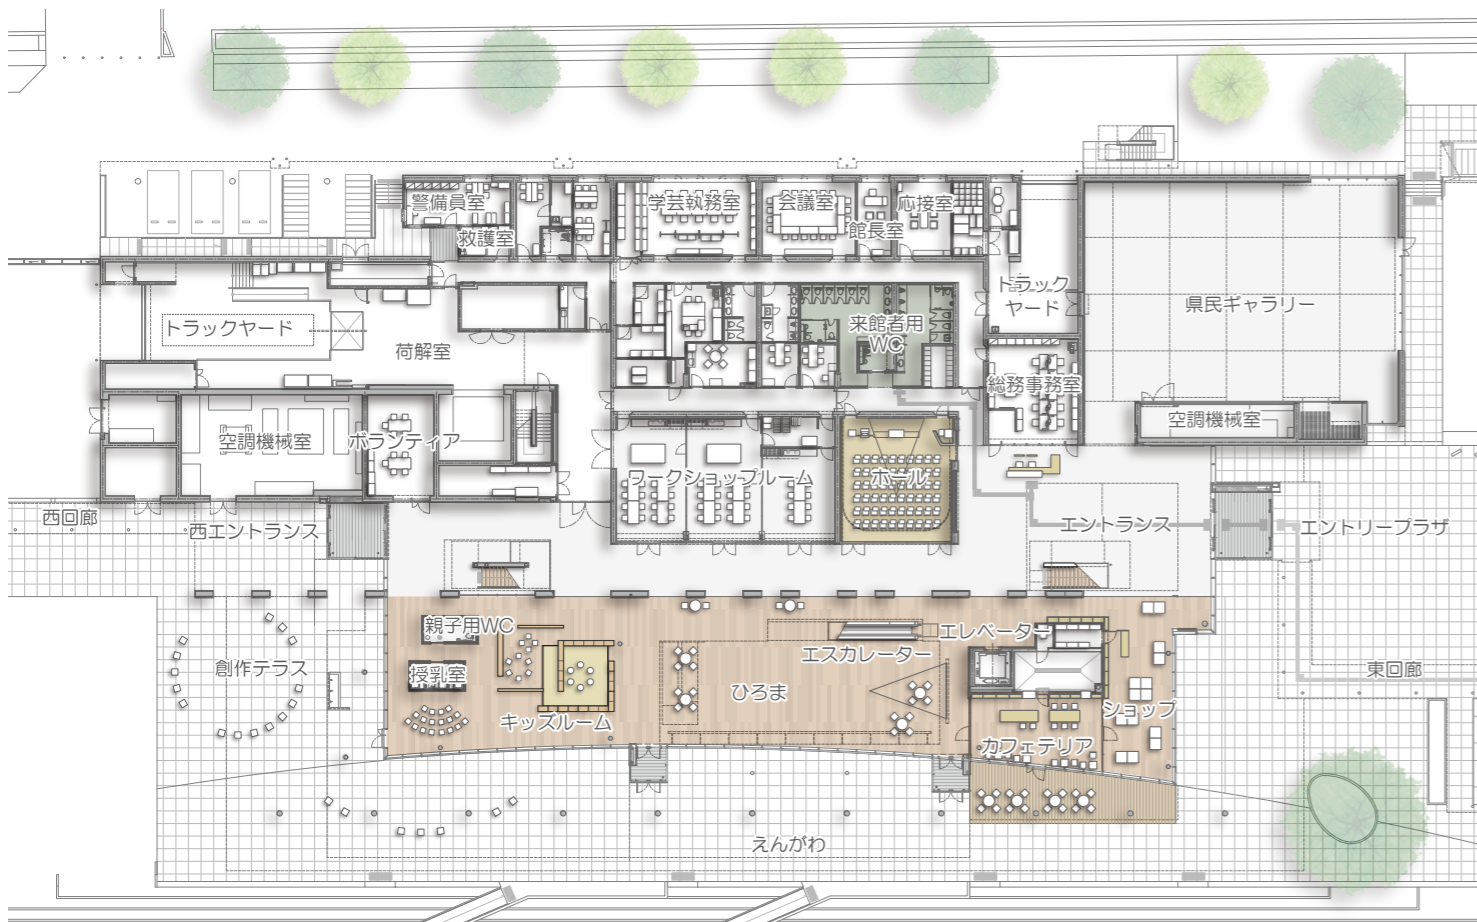 警備員室
救護室
学芸執務室
会議室
館長室
応接室
トラックヤード
荷解室
来館者用
WC
トラック
ヤード
県民ギャラリー
総務事務室
空調機械室
ボランティア
ワークショップルーム
ホール
空調機械室
西回廊
西エントランス
エントランス
エントリープラザ
親子用WC
授乳室
創作テラス
キッズルーム
ひろま
エスカレーター
エレベーター
ショップ
カフェテリア
東回廊
えんがわ